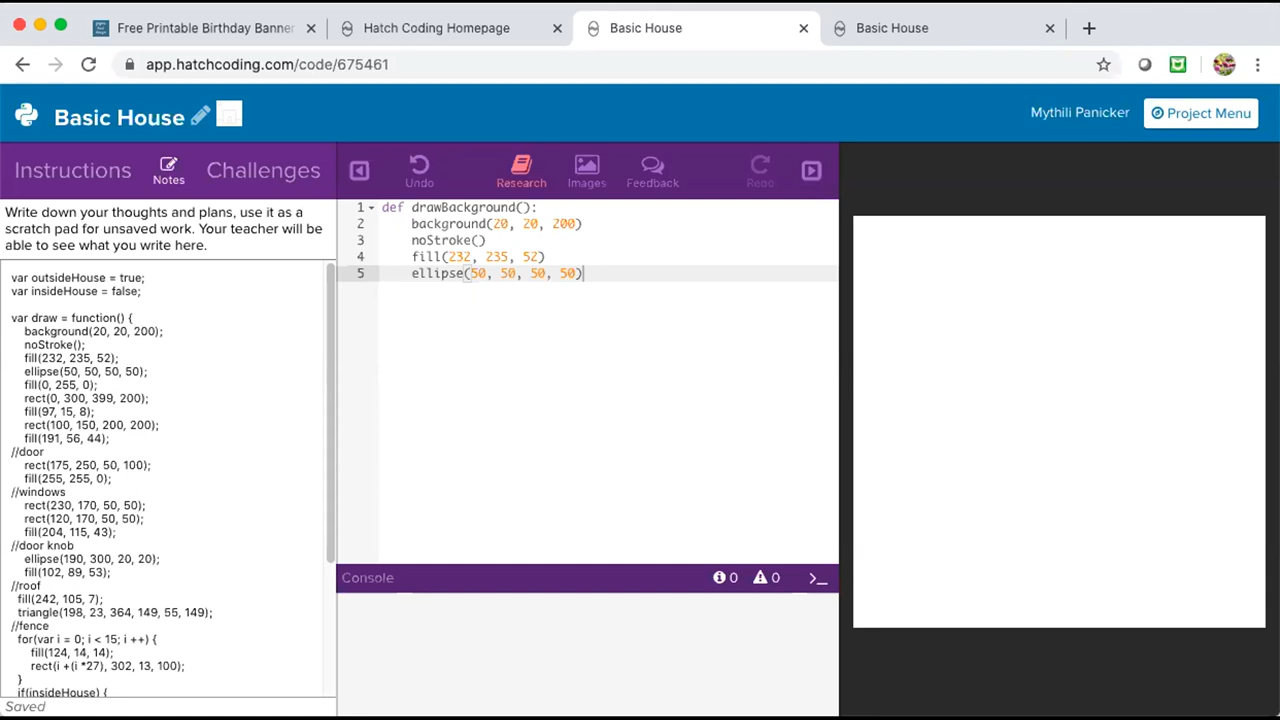 Free Printable Birthday Banner
Hatch Coding Homepage
Basic House
Basic House
app.hatchcoding.com/code/675461
Basic House
Mythili Panicker
Project Menu
Instructions
Notes
Challenges
Undo
Research
Images
Feedback
Write down your thoughts and plans, use it as a
scratch pad for unsaved work. Your teacher will be
able to see what you write here.
var outsideHouse = true;
var insideHouse = false;
var draw = function() {
background(20, 20, 200);
noStroke();
fill(232, 235, 52);
ellipse(50, 50, 50, 50);
fill(0, 255, 0);
rect(0, 300, 399, 200);
fill(97, 15, 8);
rect(100, 150, 200, 200);
fill(191, 56, 44);
//door
rect(175, 250, 50, 100);
fill(255, 255, 0);
//windows
rect(230, 170, 50, 50);
rect(120, 170, 50, 50);
fill(204, 115, 43);
//door knob
ellipse(190, 300, 20, 20);
fill(102, 89, 53);
//roof
fill(242, 105, 7);
triangle(198, 23, 364, 149, 55, 149);
//fence
for(var i = 0; i < 15; i ++) {
fill(124, 14, 14);
rect(i +(i *27), 302, 13, 100);
}
if(insideHouse) {
Saved
1 def drawBackground():
2 background(20, 20, 200)
3 noStroke()
4 fill(232, 235, 52)
5 ellipse(50, 50, 50, 50)
Console
0
0